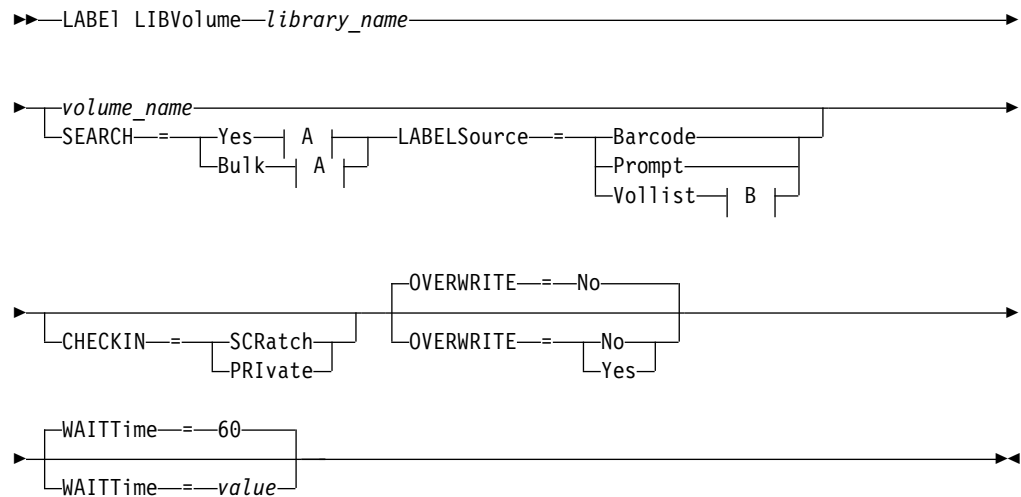 LABEl LIBVolume library_name
volume_name
SEARCH = Yes A LABELSource = Barcode
Bulk A Prompt
Vollist B
OVERWRITE = No
CHECKIN = SCRatch OVERWRITE = No
PRIvate Yes
WAITTime = 60
WAITTime = value